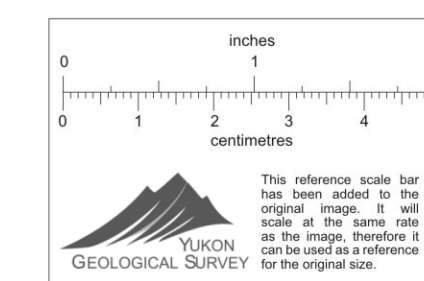 inches
0 1
0 1 2 3 4
centimetres
This reference scale bar
has been added to the
original image. It will
scale at the same rate
as the image, therefore it
can be used as a reference
for the original size.
YUKON
GEOLOGICAL SURVEY